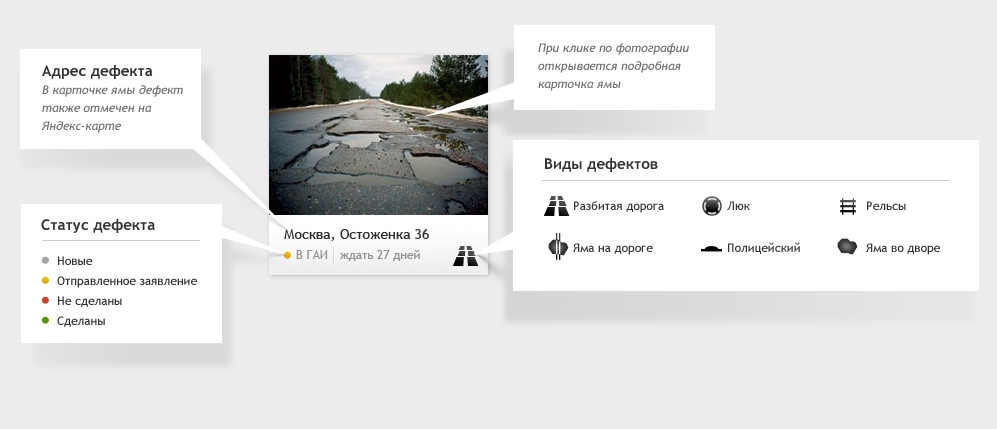 Адрес дефекта
В карточке ямы дефект
также отмечен на
Яндекс-карте
При клике по фотографии
открывается подробная
карточка ямы
Москва, Остоженка 36
В ГАИ ждать 27 дней
Статус дефекта
Новые
Отправленное заявление
Не сделаны
Сделаны
Виды дефектов
Разбитая дорога
Люк
Рельсы
Яма на дороге
Полицейский
Яма во дворе